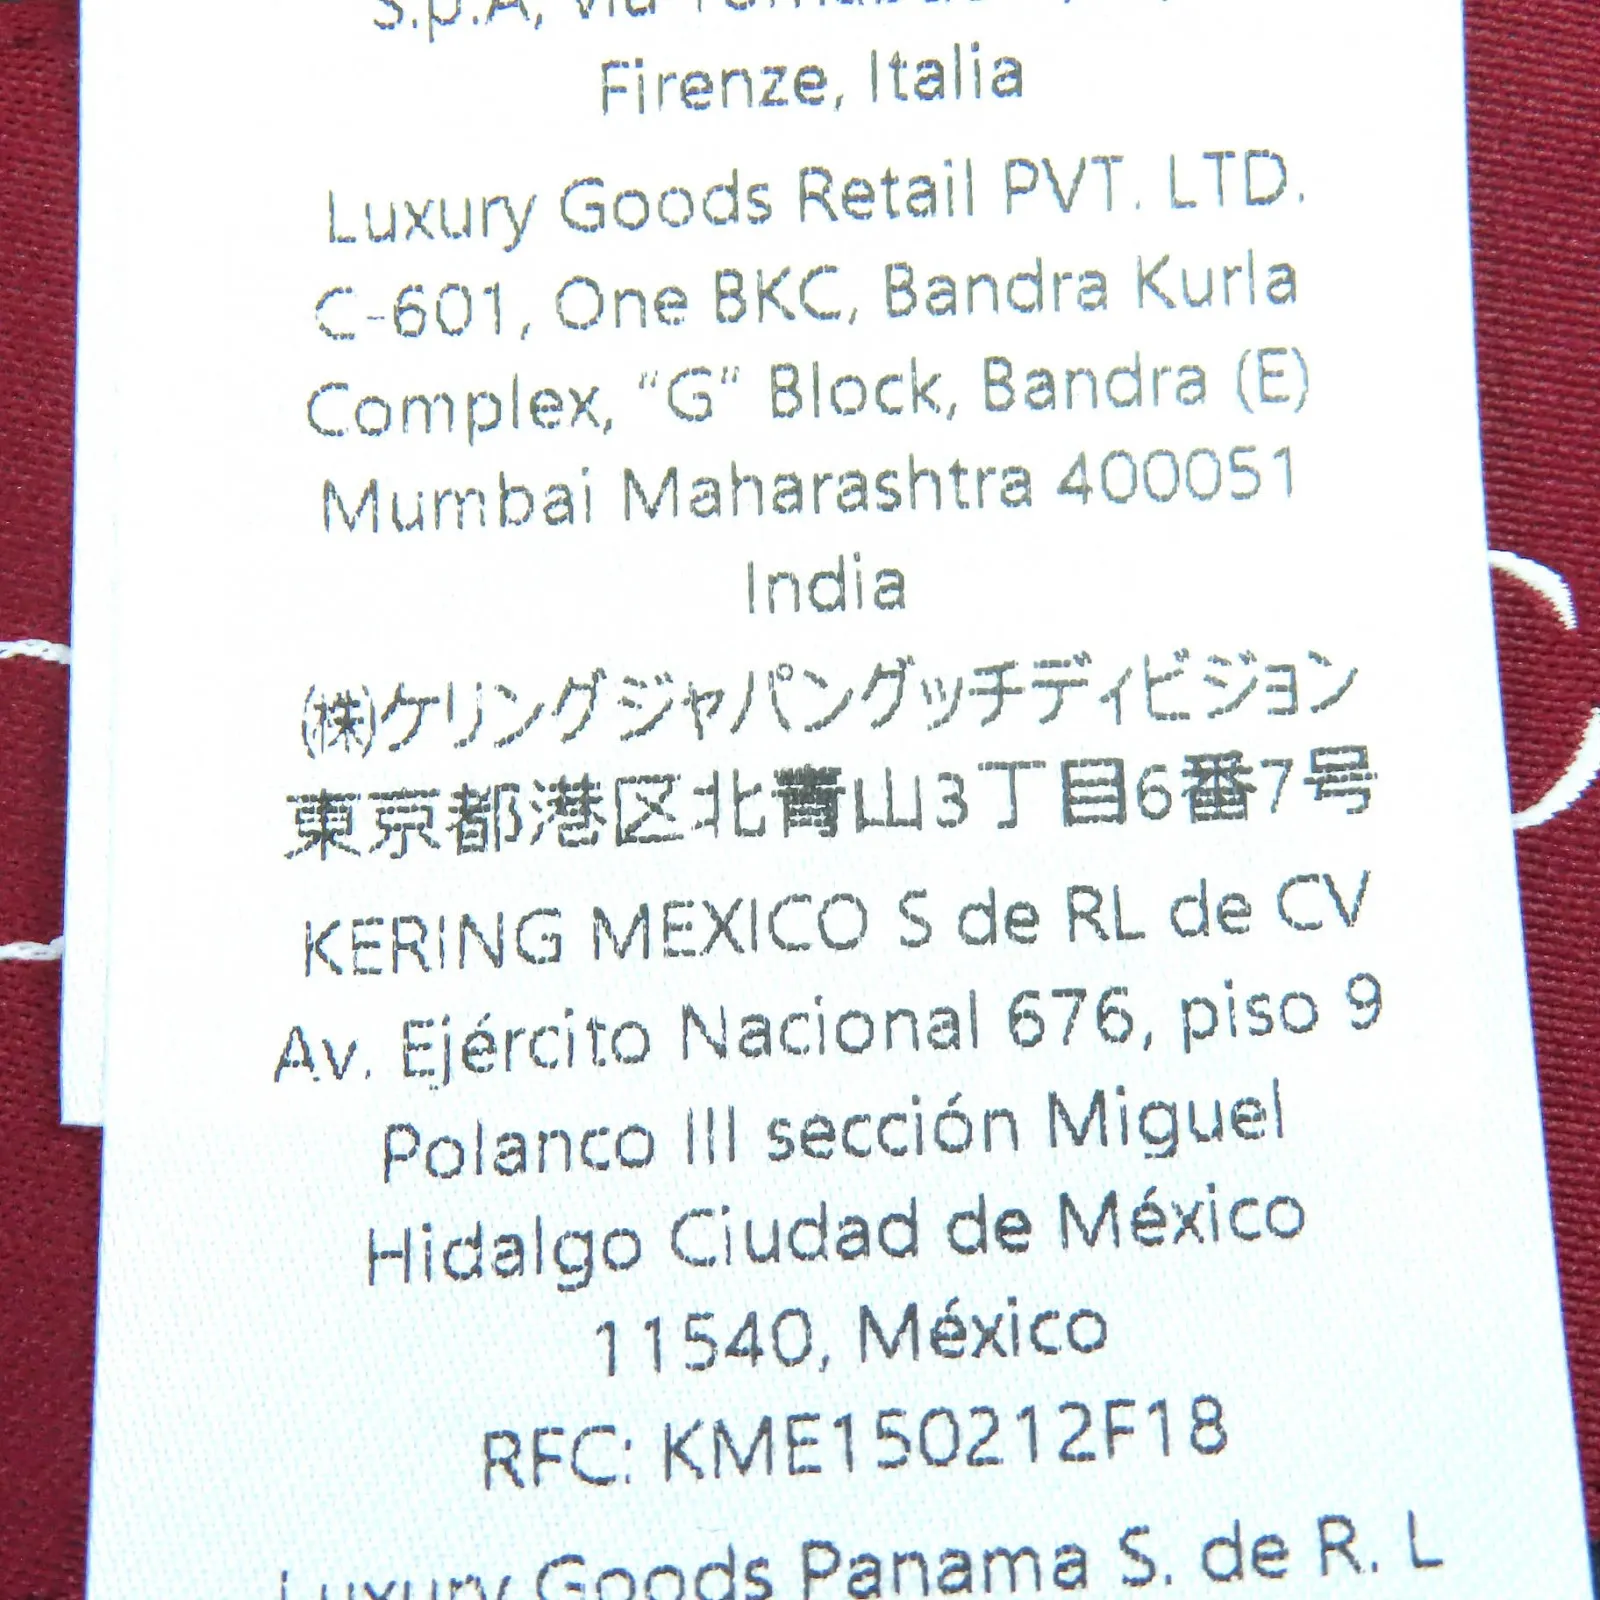 S.p.A, via
Firenze, Italia
Luxury Goods Retail PVT. LTD.
C-601, One BKC, Bandra Kurla
Complex, "G" Block, Bandra (E)
Mumbai Maharashtra 400051
India
㈱ケリングジャパングッチディビジョン
東京都港区北青山3丁目6番7号
KERING MEXICO S de RL de CV
Av. Ejército Nacional 676, piso 9
Polanco III sección Miguel
Hidalgo Ciudad de México
11540, México
RFC: KME150212F18
Luxury Goods Panama S. de R. L